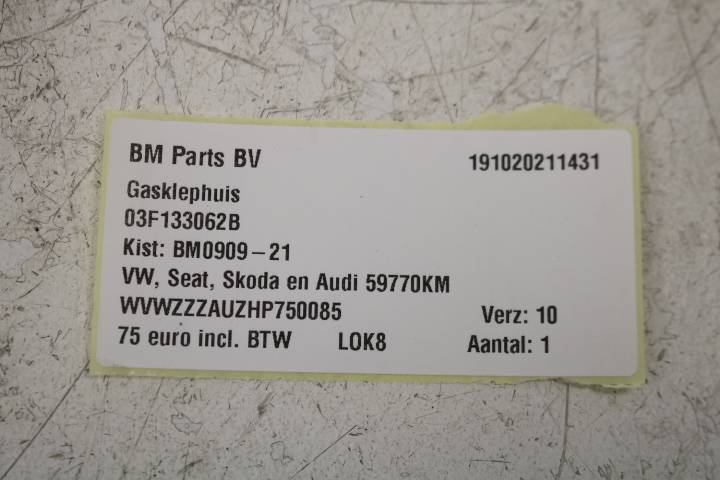 BM Parts BV 191020211431
Gasklephuis
03F133062B
Kist: BM0909-21
VW, Seat, Skoda en Audi 59770KM
WVWZZZAUZHP750085 Verz: 10
75 euro incl. BTW LOK8 Aantal: 1